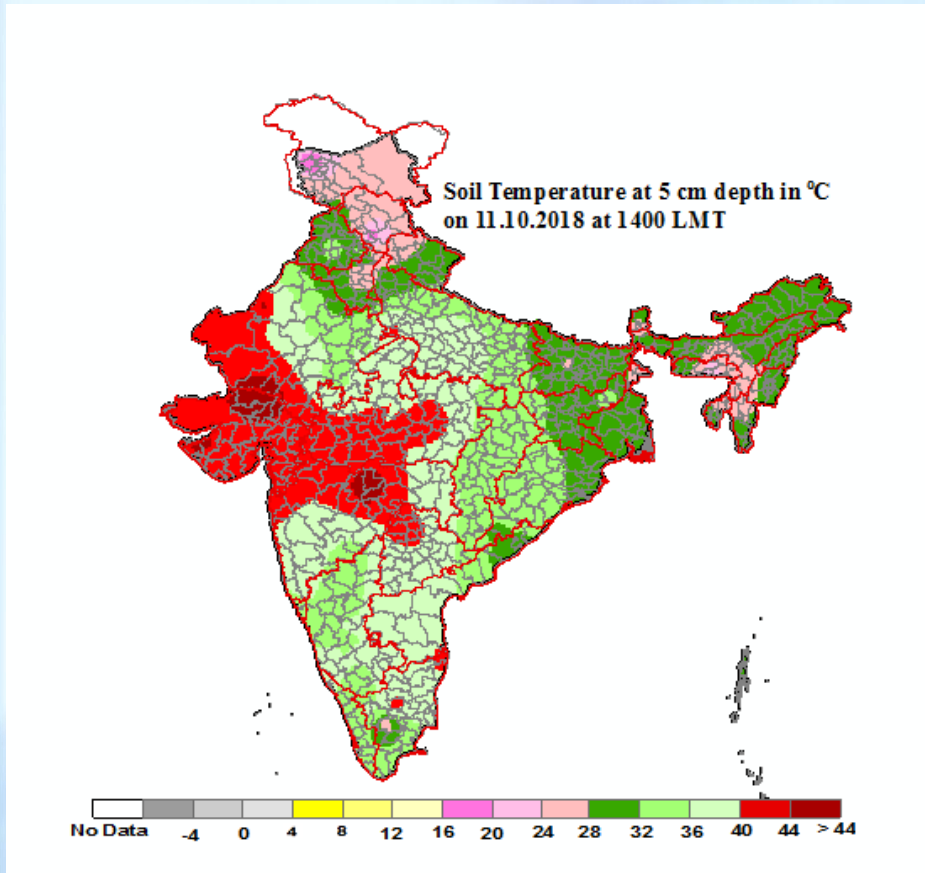 Soil Temperature at 5 cm depth in °C
on 11.10.2018 at 1400 LMT
No Data -4 0 4 8 12 16 20 24 28 32 36 40 44 > 44